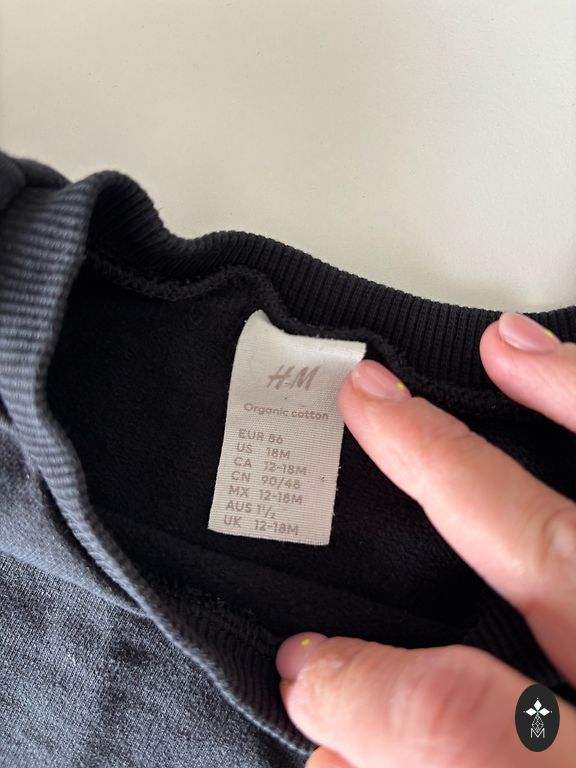 H&M
Organic cotton
EUR 86
US 18M
CA 12-18M
CN 90/48
MX 12-18M
AUS 1½
UK 12-18M
M